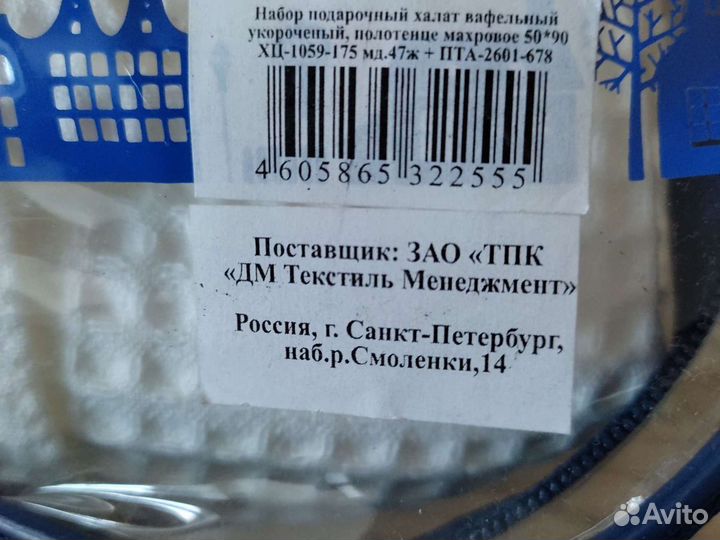 Набор подарочный халат вафельный
укороченый, полотенце махровое 50*90
ХЦ-1059-175 мд.47ж + ПТА-2601-678
4 605865 322555
Поставщик: ЗАО «ТПК
«ДМ Текстиль Менеджмент»
Россия, г. Санкт-Петербург,
наб.р.Смоленки,14
Avito